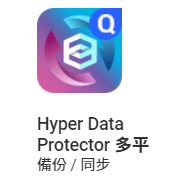 Q
Hyper Data
Protector 多平
備份 / 同步